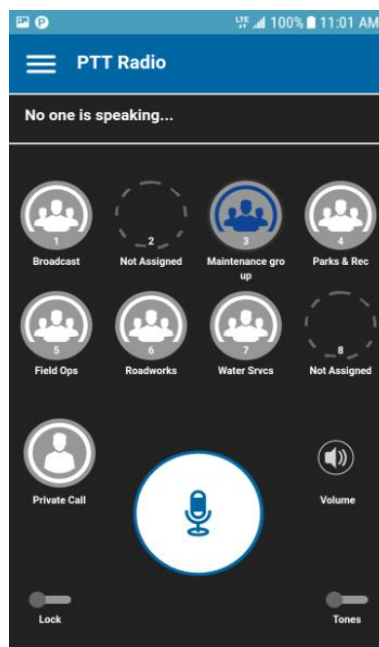 LTE 100% 11:01 AM
PTT Radio
No one is speaking...
1 2 3 4
Broadcast Not Assigned Maintenance gro
up Parks & Rec
5 6 7 8
Field Ops Roadworks Water Srvcs Not Assigned
Private Call Volume
Lock Tones